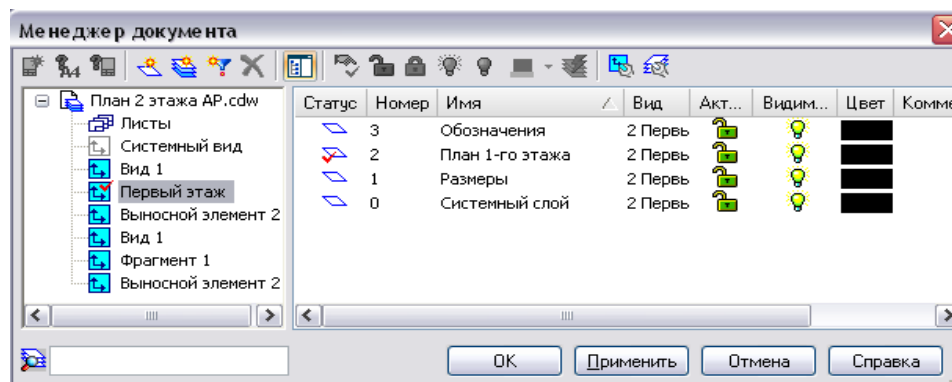 Менеджер документа
План 2 этажа АР.cdw
Листы
Системный вид
Вид 1
Первый этаж
Выносной элемент 2
Вид 1
Фрагмент 1
Выносной элемент 2
Статус Номер Имя Вид Акт... Видим... Цвет Комме
3 Обозначения 2 Первь
2 План 1-го этажа 2 Первь
1 Размеры 2 Первь
0 Системный слой 2 Первь
ОК Применить Отмена Справка